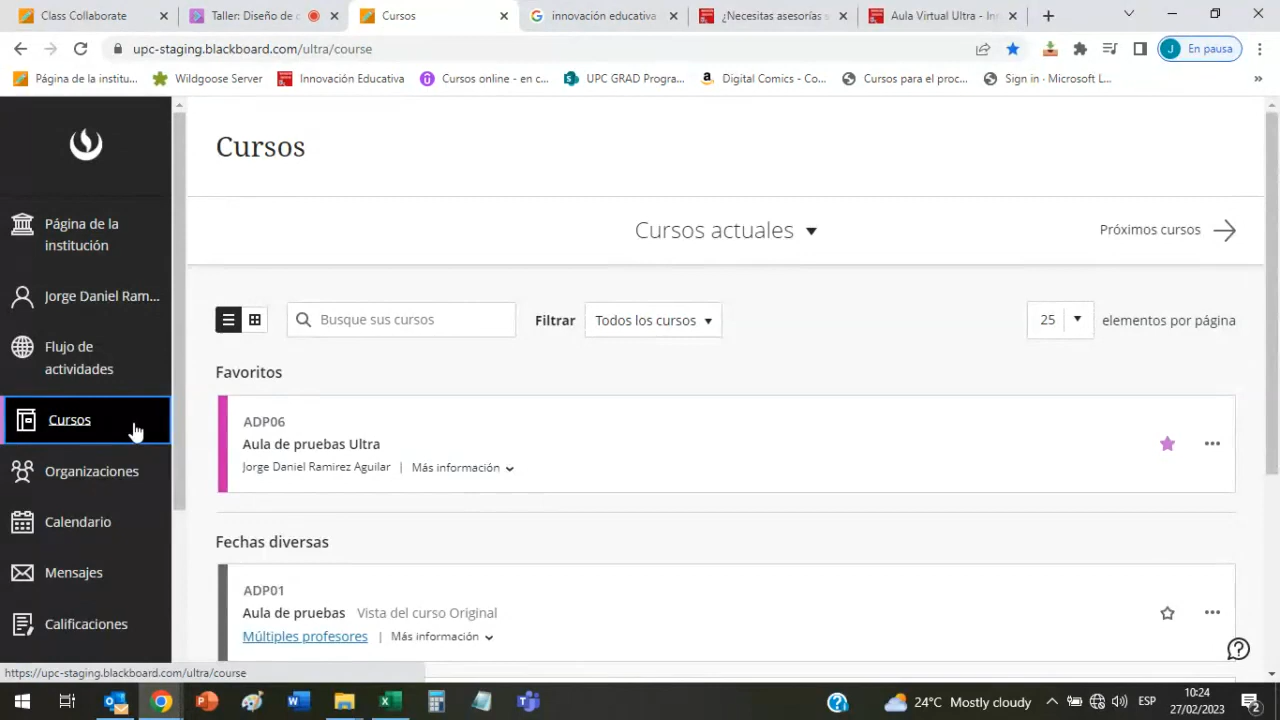 Class Collaborate
Taller: Diseño de c
Cursos
innovación educativa
¿Necesitas asesorías s
Aula Virtual Ultra - In
upc-staging.blackboard.com/ultra/course
J En pausa
Página de la institu...
Wildgoose Server
Innovación Educativa
Cursos online - en c...
UPC GRAD Progra...
Digital Comics - Co...
Cursos para el proc...
Sign in · Microsoft L...
»
Página de la
institución
Jorge Daniel Ram...
Flujo de
actividades
Cursos
Organizaciones
Calendario
Mensajes
Calificaciones
Cursos
Cursos actuales
Próximos cursos
Busque sus cursos
Filtrar
Todos los cursos
25
elementos por página
Favoritos
ADP06
Aula de pruebas Ultra
Jorge Daniel Ramirez Aguilar | Más información
Fechas diversas
ADP01
Aula de pruebas Vista del curso Original
Múltiples profesores | Más información
https://upc-staging.blackboard.com/ultra/course
24°C Mostly cloudy
ESP
10:24
27/02/2023
2